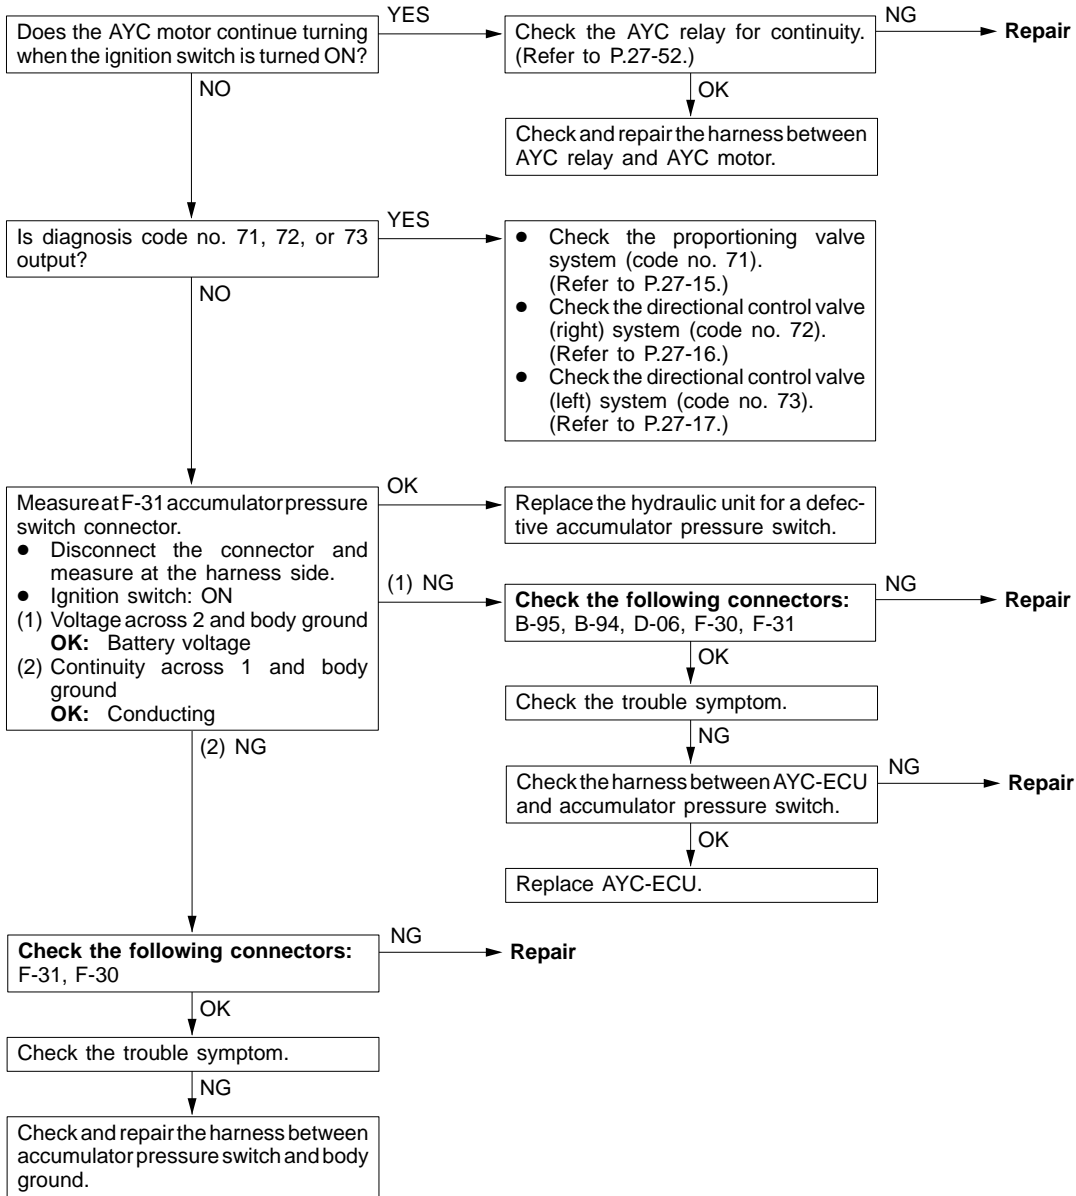 Does the AYC motor continue turning
when the ignition switch is turned ON?
YES
Check the AYC relay for continuity.
(Refer to P.27-52.)
NG
Repair
NO
OK
Check and repair the harness between
AYC relay and AYC motor.
Is diagnosis code no. 71, 72, or 73
output?
YES
● Check the proportioning valve
system (code no. 71).
(Refer to P.27-15.)
● Check the directional control valve
(right) system (code no. 72).
(Refer to P.27-16.)
● Check the directional control valve
(left) system (code no. 73).
(Refer to P.27-17.)
NO
Measure at F-31 accumulator pressure
switch connector.
● Disconnect the connector and
measure at the harness side.
● Ignition switch: ON
(1) Voltage across 2 and body ground
OK: Battery voltage
(2) Continuity across 1 and body
ground
OK: Conducting
OK
Replace the hydraulic unit for a defec-
tive accumulator pressure switch.
(1) NG
Check the following connectors:
B-95, B-94, D-06, F-30, F-31
NG
Repair
OK
Check the trouble symptom.
NG
Check the harness between AYC-ECU
and accumulator pressure switch.
NG
Repair
OK
Replace AYC-ECU.
(2) NG
Check the following connectors:
F-31, F-30
NG
Repair
OK
Check the trouble symptom.
NG
Check and repair the harness between
accumulator pressure switch and body
ground.